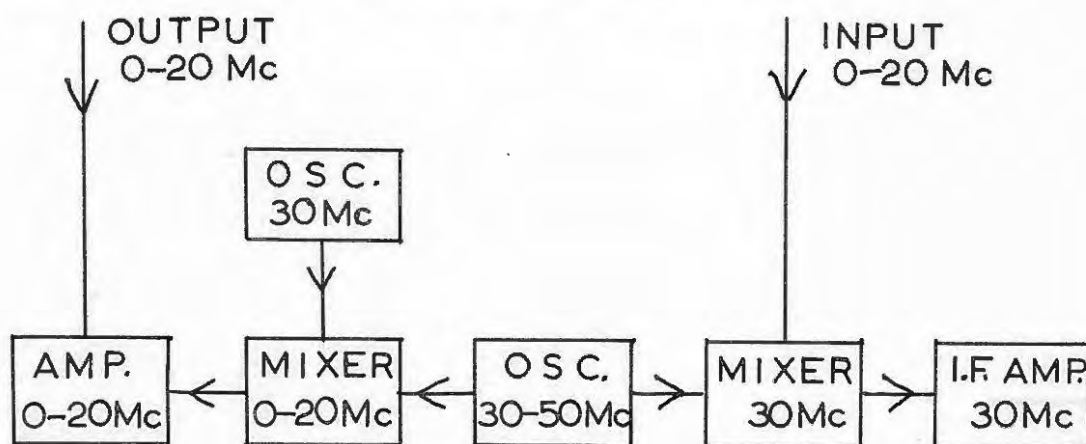 OUTPUT
0-20 Mc
INPUT
0-20 Mc
OSC.
30Mc
AMP.
0-20Mc
MIXER
0-20Mc
OSC.
30-50Mc
MIXER
30Mc
I.F. AMP.
30Mc